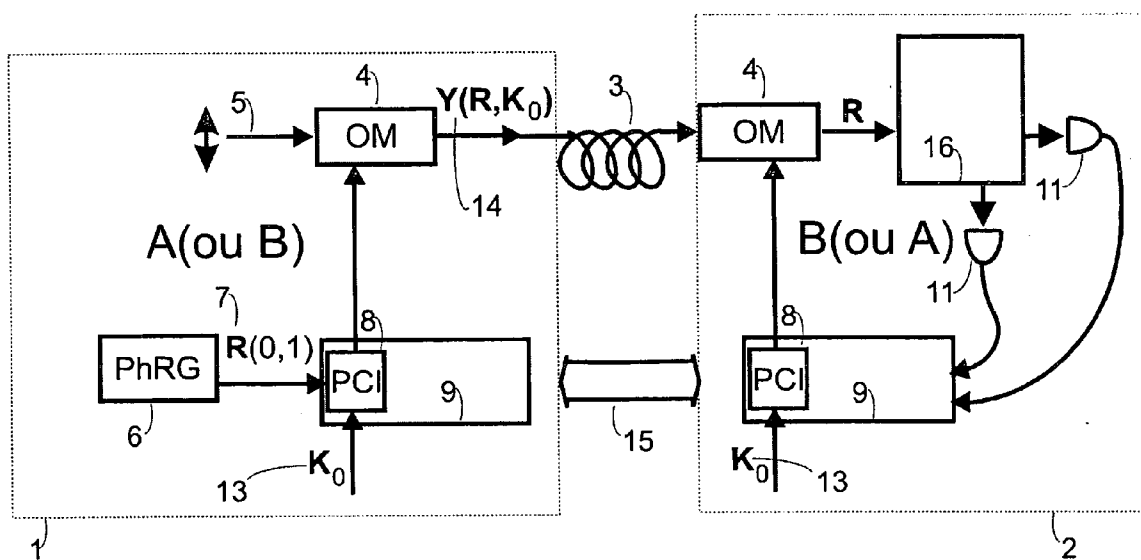 4
5
OM
Y(R,K₀)
14
3
4
OM
R
16
11
11
A(ou B)
B(ou A)
7
R(0,1)
PhRG
6
8
PCI
9
15
8
PCI
9
13
K₀
K₀
13
1
2